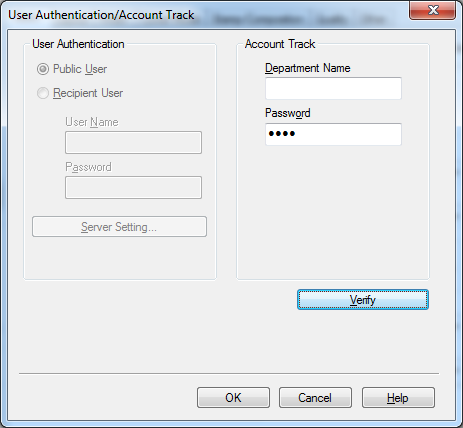 User Authentication/Account Track
User Authentication
Public User
Recipient User
User Name
Password
Server Setting...
Account Track
Department Name
Password
••••
Verify
OK
Cancel
Help